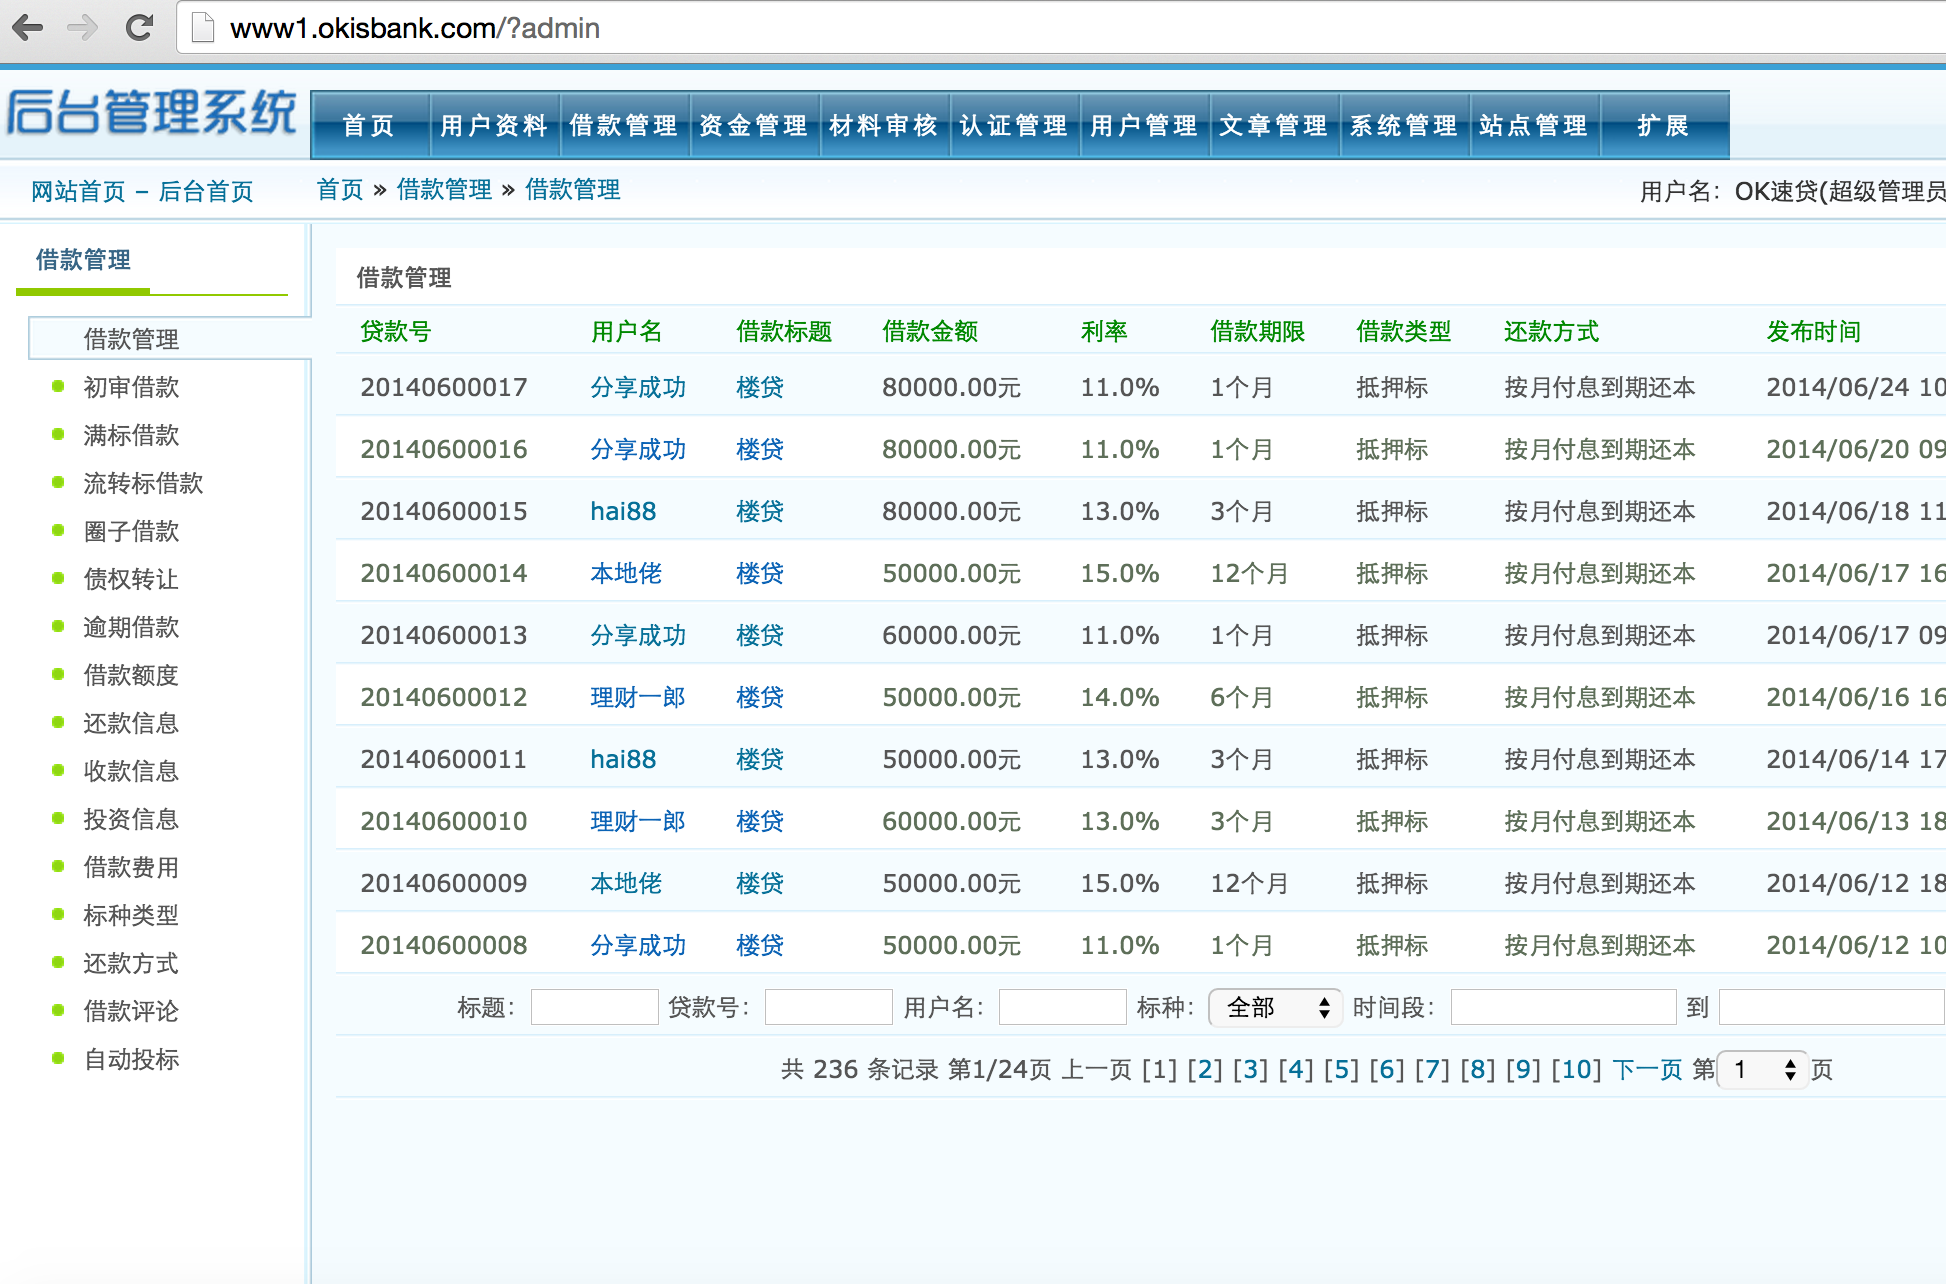 www1.okisbank.com/?admin
后台管理系统
首页 用户资料 借款管理 资金管理 材料审核 认证管理 用户管理 文章管理 系统管理 站点管理 扩展
网站首页 – 后台首页 首页 » 借款管理 » 借款管理 用户名：OK速贷(超级管理员
借款管理
借款管理
初审借款
满标借款
流转标借款
圈子借款
债权转让
逾期借款
借款额度
还款信息
收款信息
投资信息
借款费用
标种类型
还款方式
借款评论
自动投标
借款管理
贷款号 用户名 借款标题 借款金额 利率 借款期限 借款类型 还款方式 发布时间
20140600017 分享成功 楼贷 80000.00元 11.0% 1个月 抵押标 按月付息到期还本 2014/06/24 10
20140600016 分享成功 楼贷 80000.00元 11.0% 1个月 抵押标 按月付息到期还本 2014/06/20 09
20140600015 hai88 楼贷 80000.00元 13.0% 3个月 抵押标 按月付息到期还本 2014/06/18 11
20140600014 本地佬 楼贷 50000.00元 15.0% 12个月 抵押标 按月付息到期还本 2014/06/17 16
20140600013 分享成功 楼贷 60000.00元 11.0% 1个月 抵押标 按月付息到期还本 2014/06/17 09
20140600012 理财一郎 楼贷 50000.00元 14.0% 6个月 抵押标 按月付息到期还本 2014/06/16 16
20140600011 hai88 楼贷 50000.00元 13.0% 3个月 抵押标 按月付息到期还本 2014/06/14 17
20140600010 理财一郎 楼贷 60000.00元 13.0% 3个月 抵押标 按月付息到期还本 2014/06/13 18
20140600009 本地佬 楼贷 50000.00元 15.0% 12个月 抵押标 按月付息到期还本 2014/06/12 18
20140600008 分享成功 楼贷 50000.00元 11.0% 1个月 抵押标 按月付息到期还本 2014/06/12 10
标题： 贷款号： 用户名： 标种： 全部 时间段： 到
共 236 条记录 第1/24页 上一页 [1] [2] [3] [4] [5] [6] [7] [8] [9] [10] 下一页 第 1 页